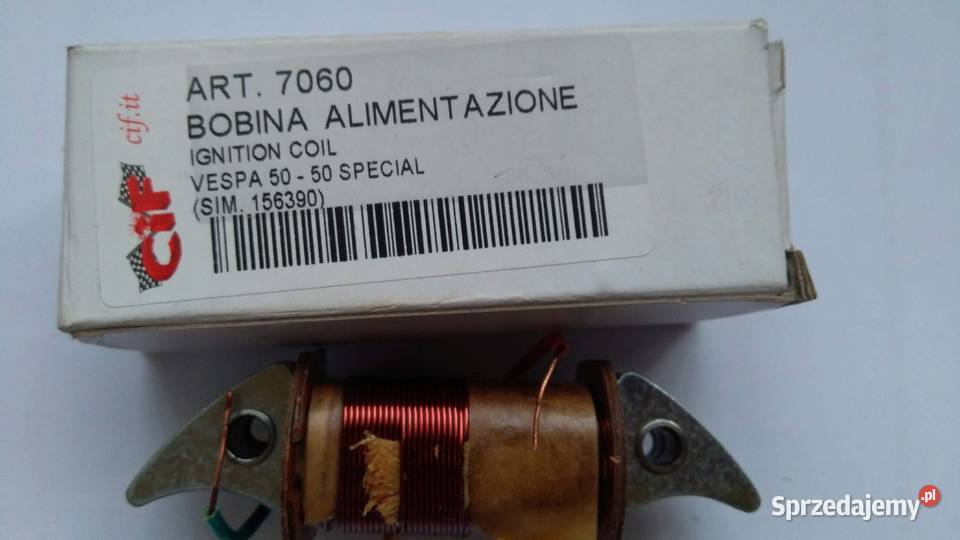 ART. 7060
BOBINA ALIMENTAZIONE
IGNITION COIL
VESPA 50 - 50 SPECIAL
(SIM. 156390)
cif.it
CiF
Sprzedajemy.pl